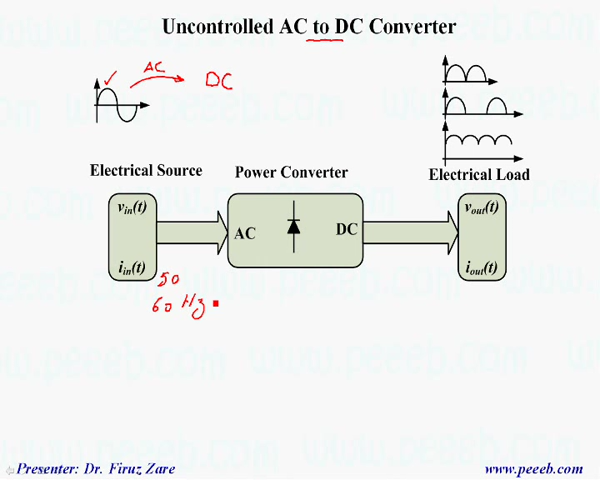 Uncontrolled AC to DC Converter
AC
DC
Electrical Source
Power Converter
Electrical Load
vin(t)
AC
DC
vout(t)
iin(t)
iout(t)
50
60 Hz
Presenter: Dr. Firuz Zare
www.peeeb.com